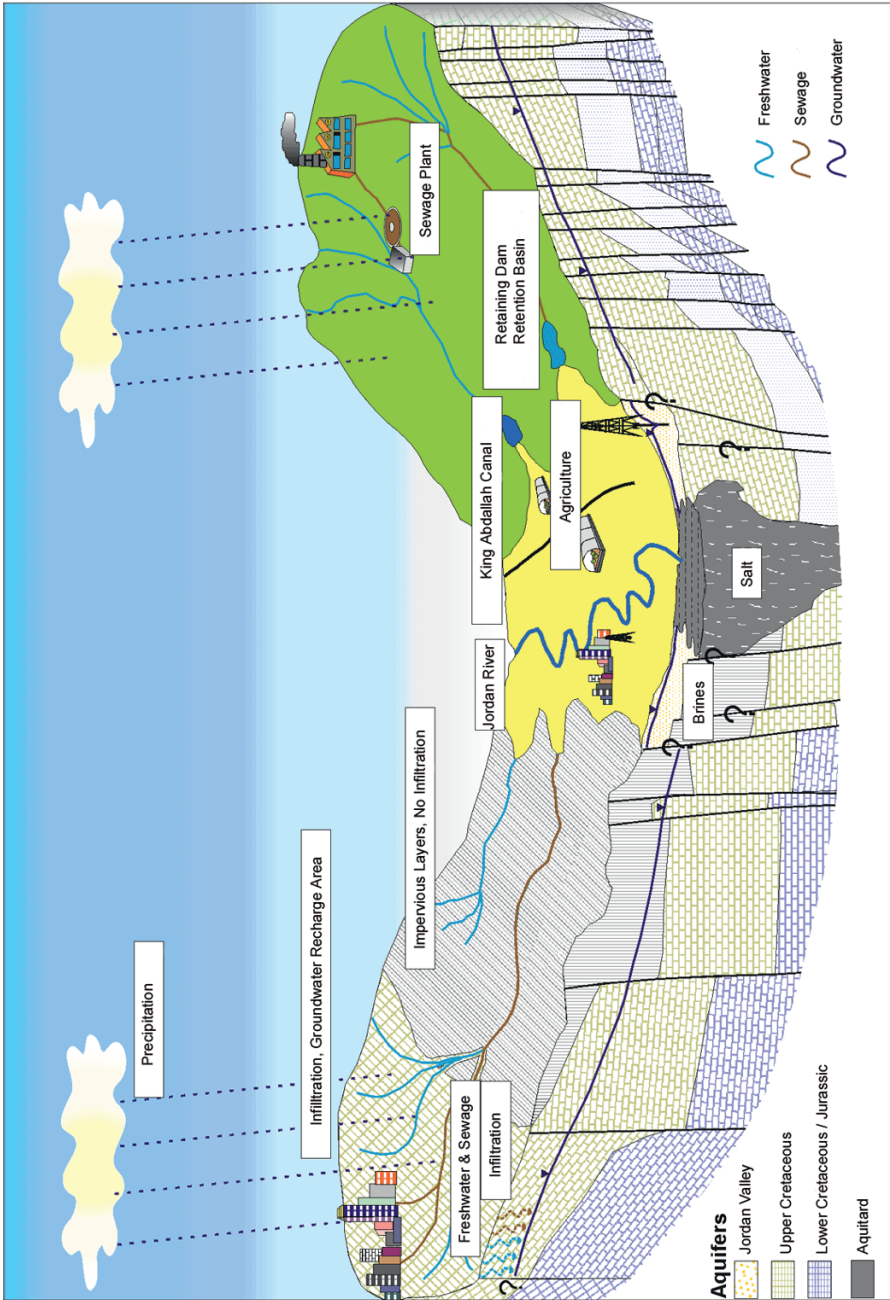 Precipitation
Infilltration, Groundwater Recharge Area
Impervious Layers, No Infiltration
Jordan River
King Abdallah Canal
Agriculture
Retaining Dam
Retention Basin
Sewage Plant
Freshwater & Sewage
Infiltration
?
?
?
?
?
?
Brines
Salt
Aquifers
Jordan Valley
Upper Cretaceous
Lower Cretaceous / Jurassic
Aquitard
Freshwater
Sewage
Groundwater